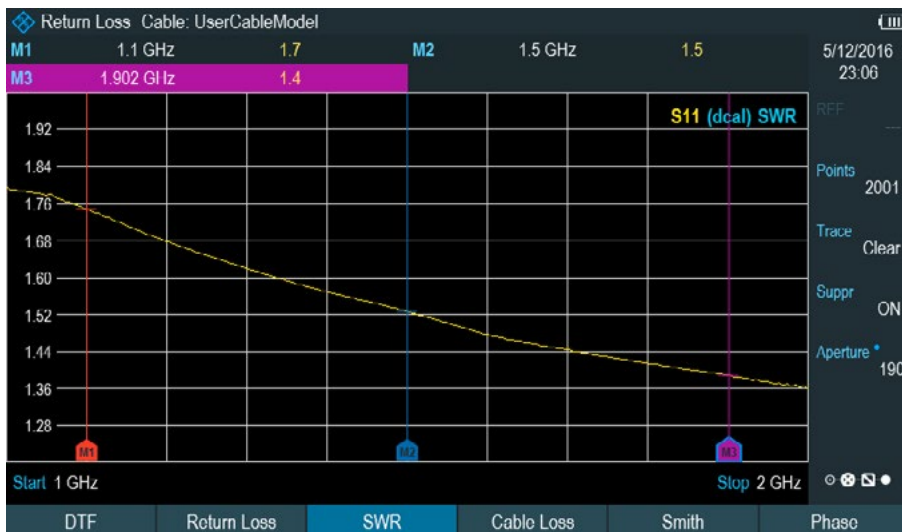 Return Loss Cable: UserCableModel
M1 1.1 GHz 1.7 M2 1.5 GHz 1.5
5/12/2016
23:06
M3 1.902 GHz 1.4
REF
---
S11 (dcal) SWR
1.92
1.84
1.76
1.68
1.60
1.52
1.44
1.36
1.28
Points
2001
Trace
Clear
Suppr
ON
Aperture
190
M1 M2 M3
Start 1 GHz Stop 2 GHz
DTF Return Loss SWR Cable Loss Smith Phase